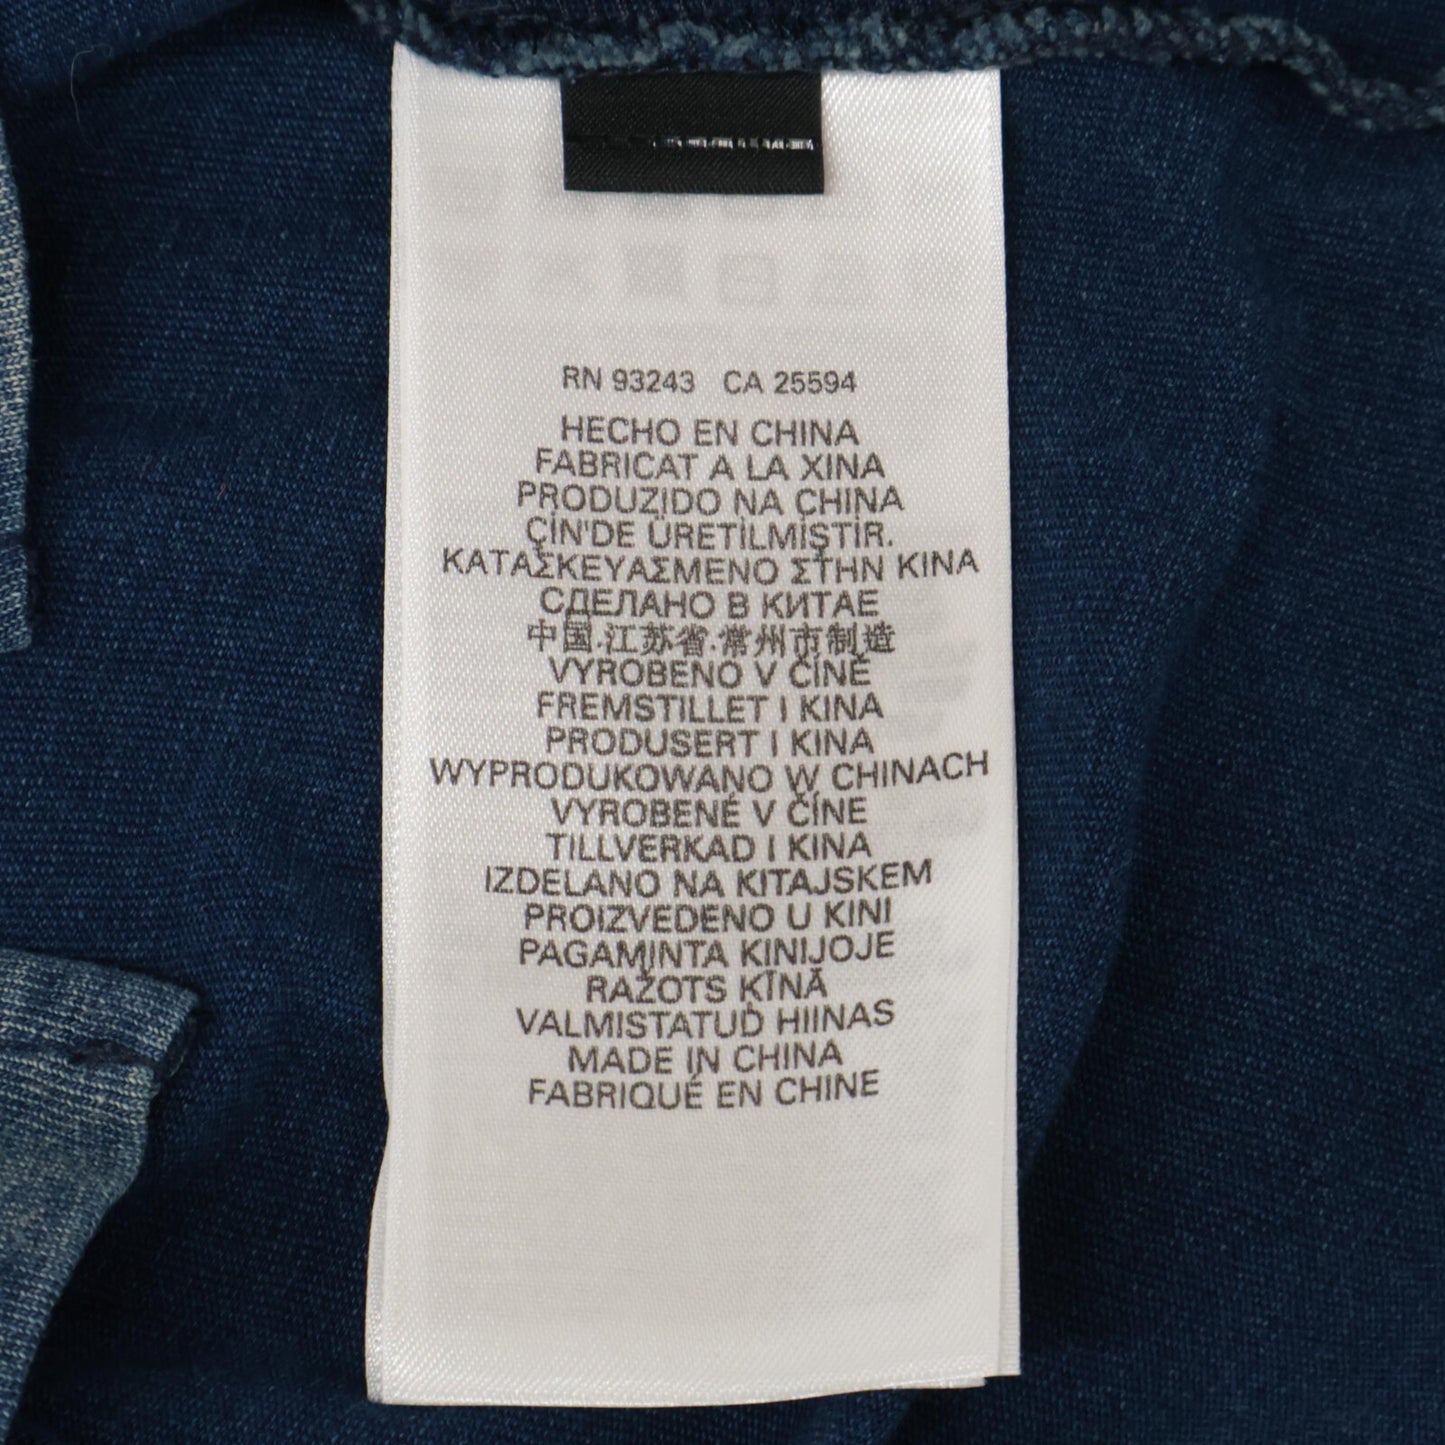 RN 93243 CA 25594
HECHO EN CHINA
FABRICAT A LA XINA
PRODUZIDO NA CHINA
ÇİN'DE ÜRETİLMİŞTİR.
ΚΑΤΑΣΚΕΥΑΣΜΕΝΟ ΣΤΗΝ ΚΙΝΑ
СДЕЛАНО В КИТАЕ
中国.江苏省.常州市制造
VYROBENO V ČÍNĚ
FREMSTILLET I KINA
PRODUSERT I KINA
WYPRODUKOWANO W CHINACH
VYROBENÉ V ČÍNE
TILLVERKAD I KINA
IZDELANO NA KITAJSKEM
PROIZVEDENO U KINI
PAGAMINTA KINIJOJE
RAŽOTS ĶĪNĀ
VALMISTATUD HIINAS
MADE IN CHINA
FABRIQUÉ EN CHINE